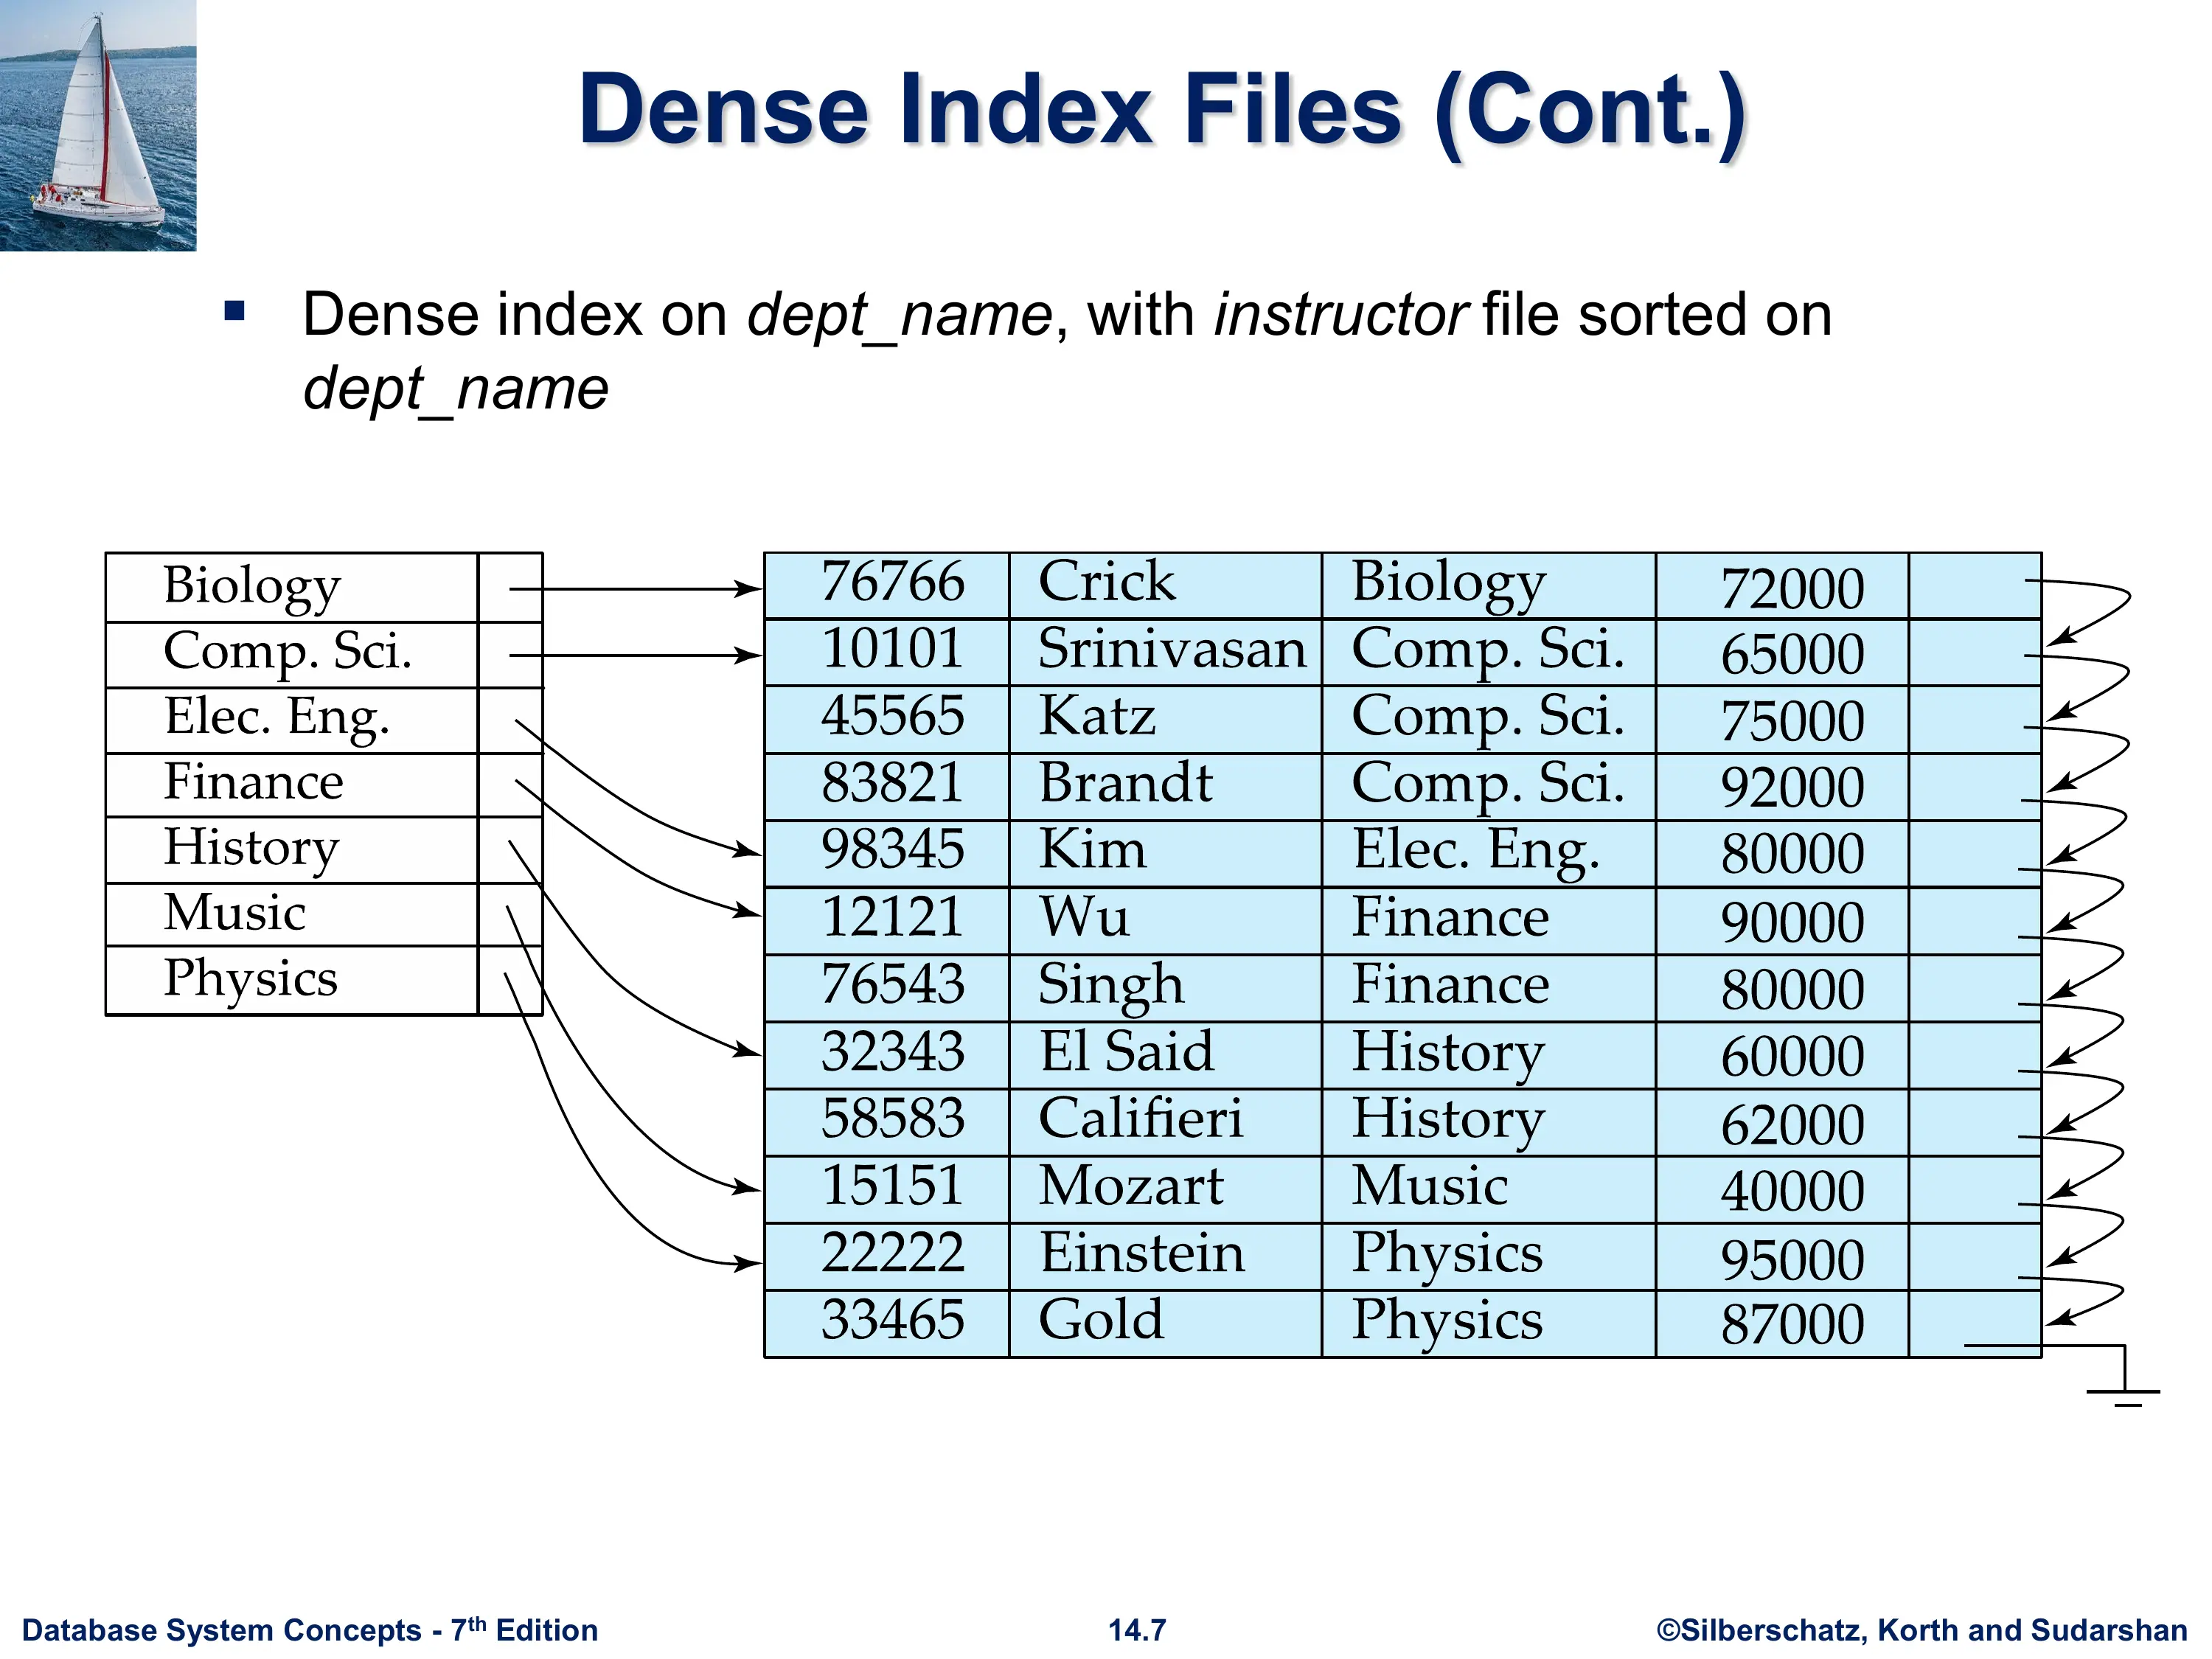 Dense Index Files (Cont.)
▪ Dense index on dept_name, with instructor file sorted on
dept_name
Biology
Comp. Sci.
Elec. Eng.
Finance
History
Music
Physics
76766 Crick Biology 72000
10101 Srinivasan Comp. Sci. 65000
45565 Katz Comp. Sci. 75000
83821 Brandt Comp. Sci. 92000
98345 Kim Elec. Eng. 80000
12121 Wu Finance 90000
76543 Singh Finance 80000
32343 El Said History 60000
58583 Califieri History 62000
15151 Mozart Music 40000
22222 Einstein Physics 95000
33465 Gold Physics 87000
Database System Concepts - 7th Edition
14.7
©Silberschatz, Korth and Sudarshan